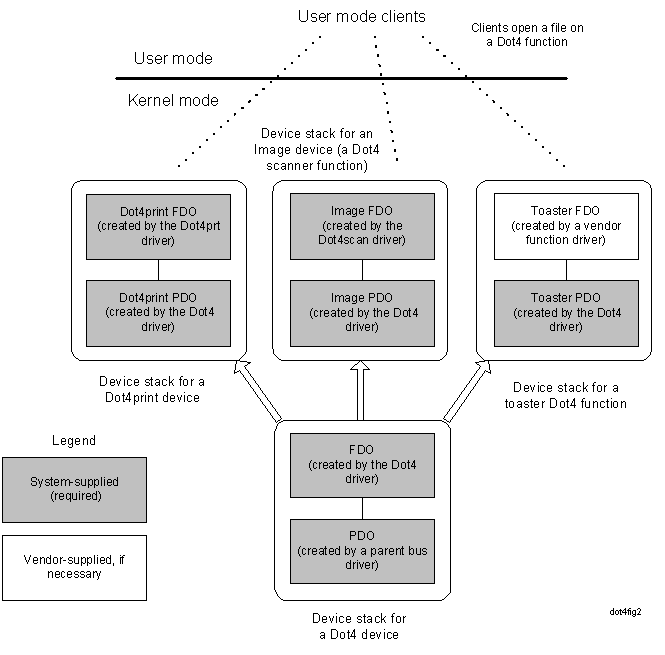 User mode clients
Clients open a file on
a Dot4 function
User mode
Kernel mode
Device stack for an
Image device (a Dot4
scanner function)
Dot4print FDO
(created by the Dot4prt
driver)
Image FDO
(created by the
Dot4scan driver)
Toaster FDO
(created by a vendor
function driver)
Dot4print PDO
(created by the Dot4
driver)
Image PDO
(created by the Dot4
driver)
Toaster PDO
(created by the Dot4
driver)
Device stack for a
Dot4print device
Device stack for a
toaster Dot4 function
Legend
System-supplied
(required)
Vendor-supplied, if
necessary
FDO
(created by the Dot4
driver)
PDO
(created by a parent bus
driver)
Device stack for
a Dot4 device
dot4fig2